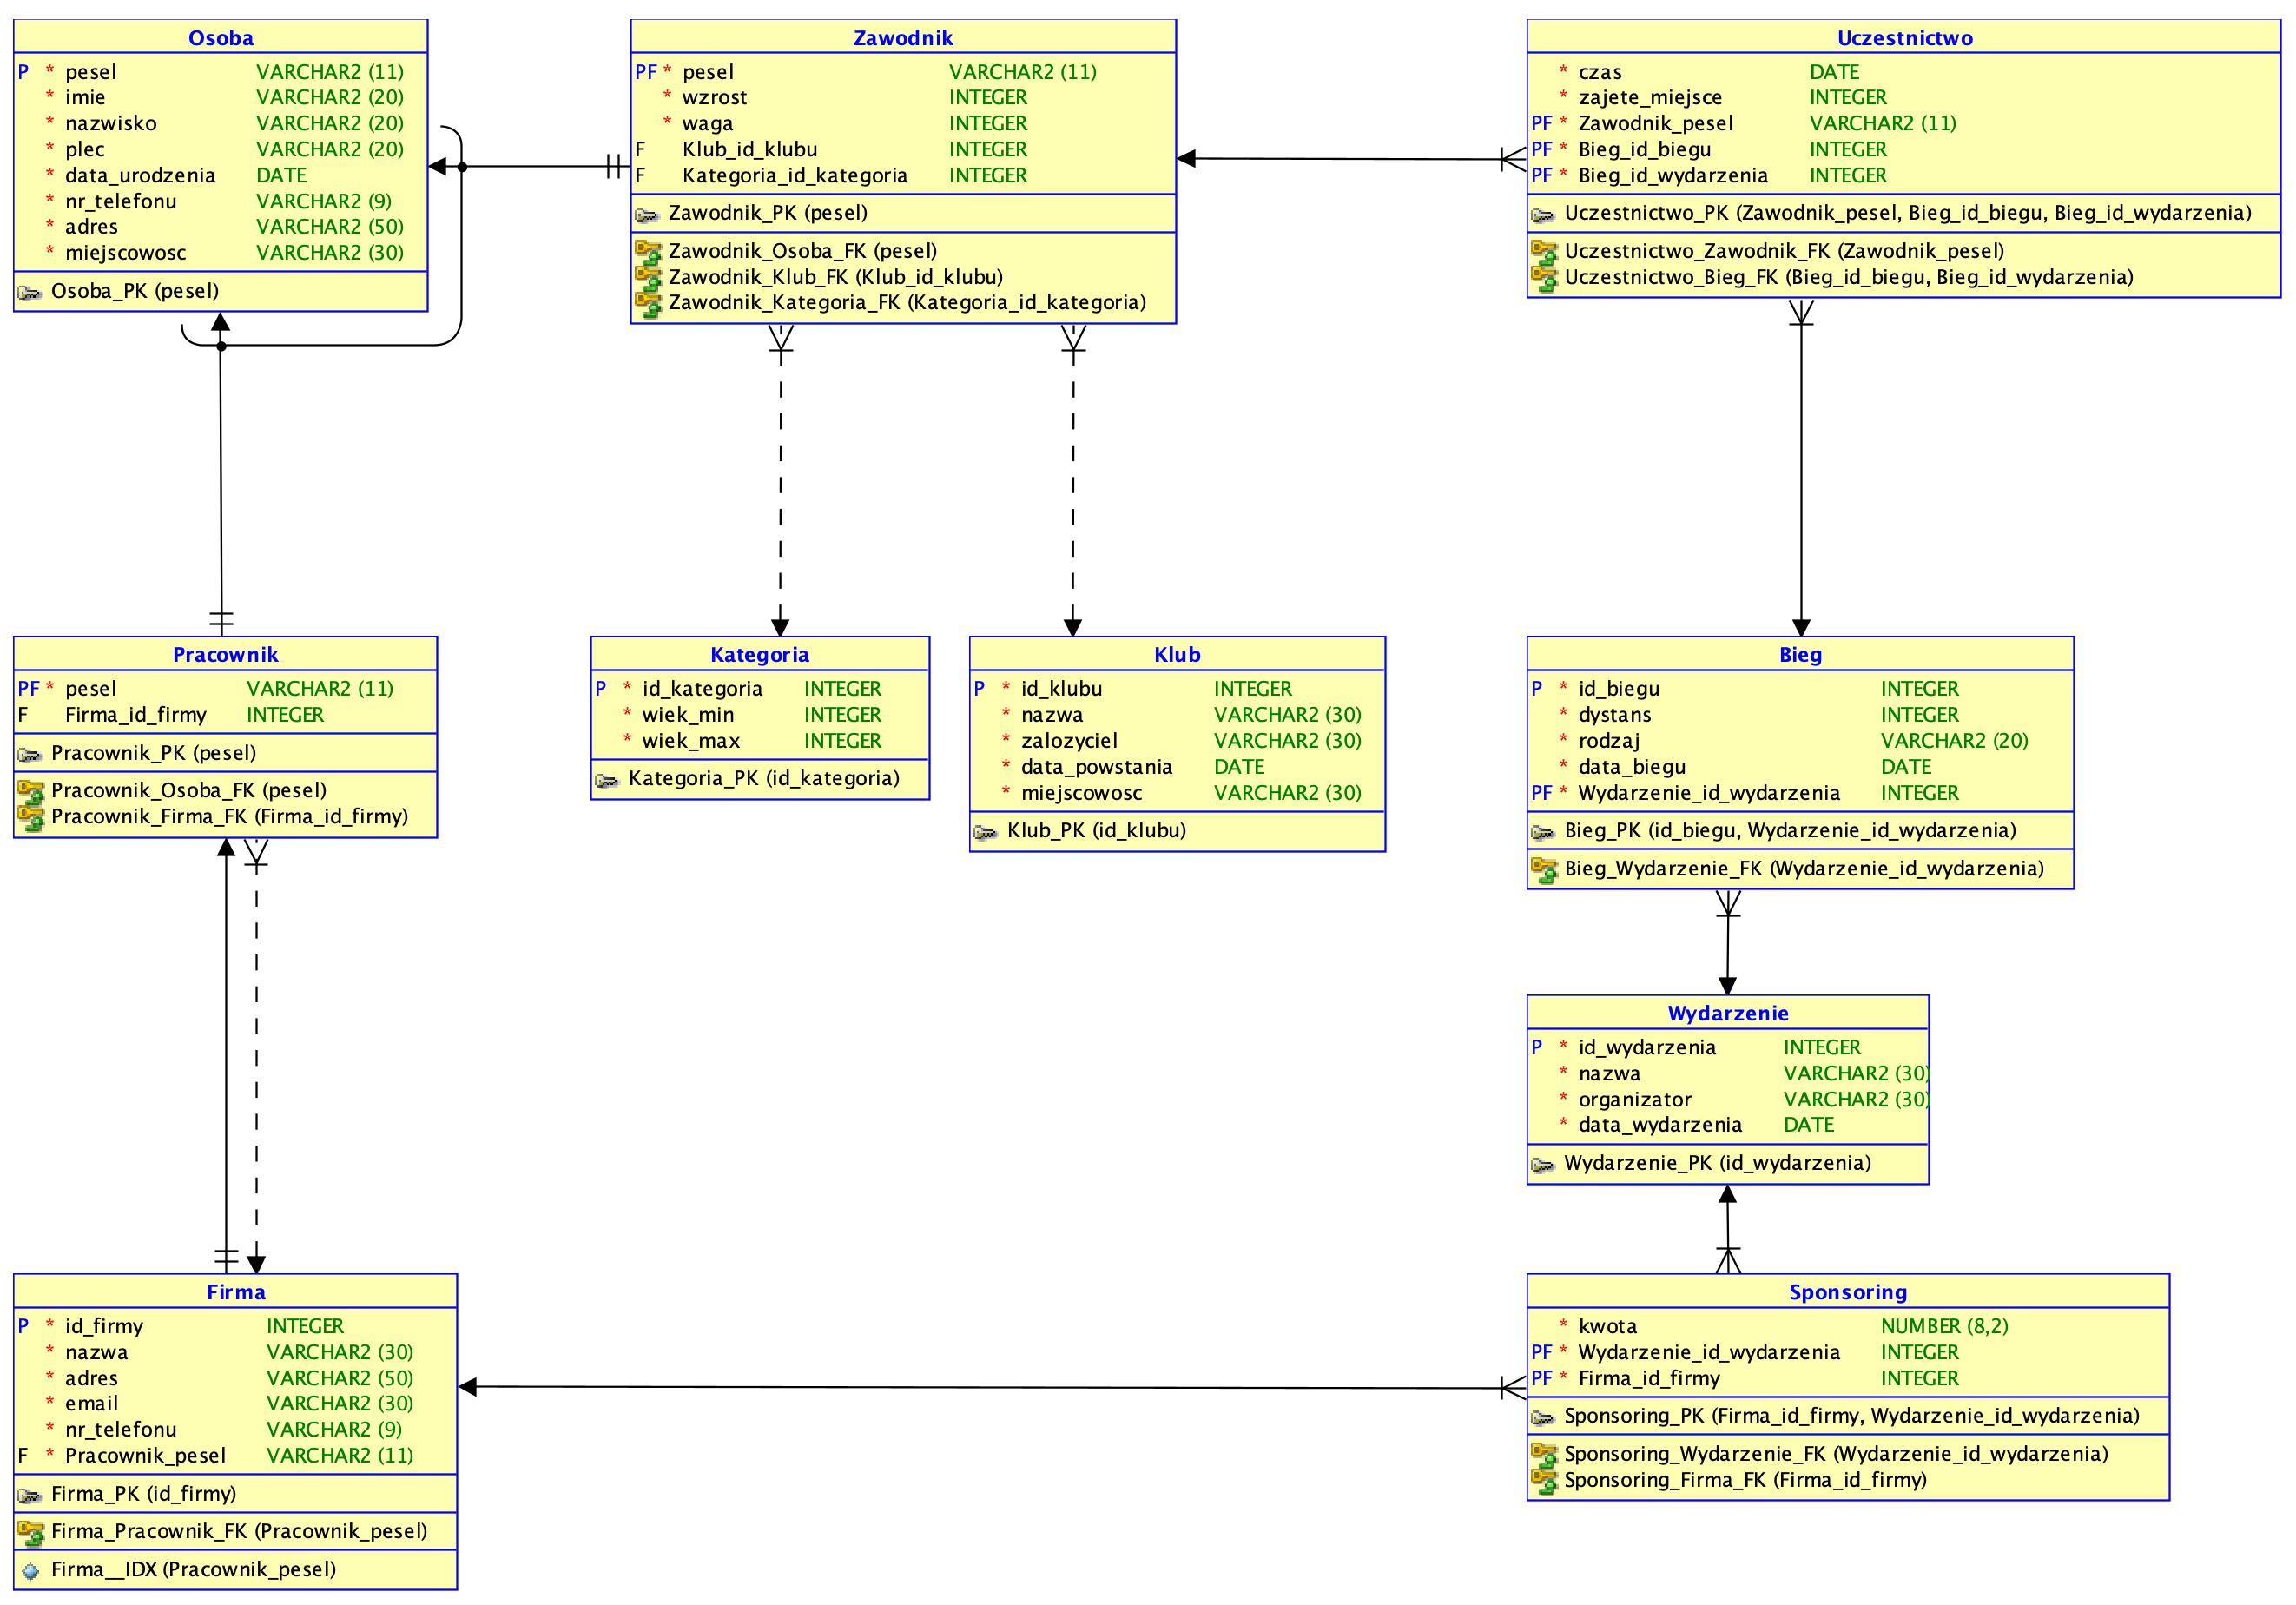 Osoba
P * pesel VARCHAR2 (11)
* imie VARCHAR2 (20)
* nazwisko VARCHAR2 (20)
* plec VARCHAR2 (20)
* data_urodzenia DATE
* nr_telefonu VARCHAR2 (9)
* adres VARCHAR2 (50)
* miejscowosc VARCHAR2 (30)
Osoba_PK (pesel)
Zawodnik
PF * pesel VARCHAR2 (11)
* wzrost INTEGER
* waga INTEGER
F Klub_id_klubu INTEGER
F Kategoria_id_kategoria INTEGER
Zawodnik_PK (pesel)
Zawodnik_Osoba_FK (pesel)
Zawodnik_Klub_FK (Klub_id_klubu)
Zawodnik_Kategoria_FK (Kategoria_id_kategoria)
Uczestnictwo
* czas DATE
* zajete_miejsce INTEGER
PF * Zawodnik_pesel VARCHAR2 (11)
PF * Bieg_id_biegu INTEGER
PF * Bieg_id_wydarzenia INTEGER
Uczestnictwo_PK (Zawodnik_pesel, Bieg_id_biegu, Bieg_id_wydarzenia)
Uczestnictwo_Zawodnik_FK (Zawodnik_pesel)
Uczestnictwo_Bieg_FK (Bieg_id_biegu, Bieg_id_wydarzenia)
Pracownik
PF * pesel VARCHAR2 (11)
F Firma_id_firmy INTEGER
Pracownik_PK (pesel)
Pracownik_Osoba_FK (pesel)
Pracownik_Firma_FK (Firma_id_firmy)
Kategoria
P * id_kategoria INTEGER
* wiek_min INTEGER
* wiek_max INTEGER
Kategoria_PK (id_kategoria)
Klub
P * id_klubu INTEGER
* nazwa VARCHAR2 (30)
* zalozyciel VARCHAR2 (30)
* data_powstania DATE
* miejscowosc VARCHAR2 (30)
Klub_PK (id_klubu)
Bieg
P * id_biegu INTEGER
* dystans INTEGER
* rodzaj VARCHAR2 (20)
* data_biegu DATE
PF * Wydarzenie_id_wydarzenia INTEGER
Bieg_PK (id_biegu, Wydarzenie_id_wydarzenia)
Bieg_Wydarzenie_FK (Wydarzenie_id_wydarzenia)
Wydarzenie
P * id_wydarzenia INTEGER
* nazwa VARCHAR2 (30)
* organizator VARCHAR2 (30)
* data_wydarzenia DATE
Wydarzenie_PK (id_wydarzenia)
Firma
P * id_firmy INTEGER
* nazwa VARCHAR2 (30)
* adres VARCHAR2 (50)
* email VARCHAR2 (30)
* nr_telefonu VARCHAR2 (9)
F * Pracownik_pesel VARCHAR2 (11)
Firma_PK (id_firmy)
Firma_Pracownik_FK (Pracownik_pesel)
Firma__IDX (Pracownik_pesel)
Sponsoring
* kwota NUMBER (8,2)
PF * Wydarzenie_id_wydarzenia INTEGER
PF * Firma_id_firmy INTEGER
Sponsoring_PK (Firma_id_firmy, Wydarzenie_id_wydarzenia)
Sponsoring_Wydarzenie_FK (Wydarzenie_id_wydarzenia)
Sponsoring_Firma_FK (Firma_id_firmy)